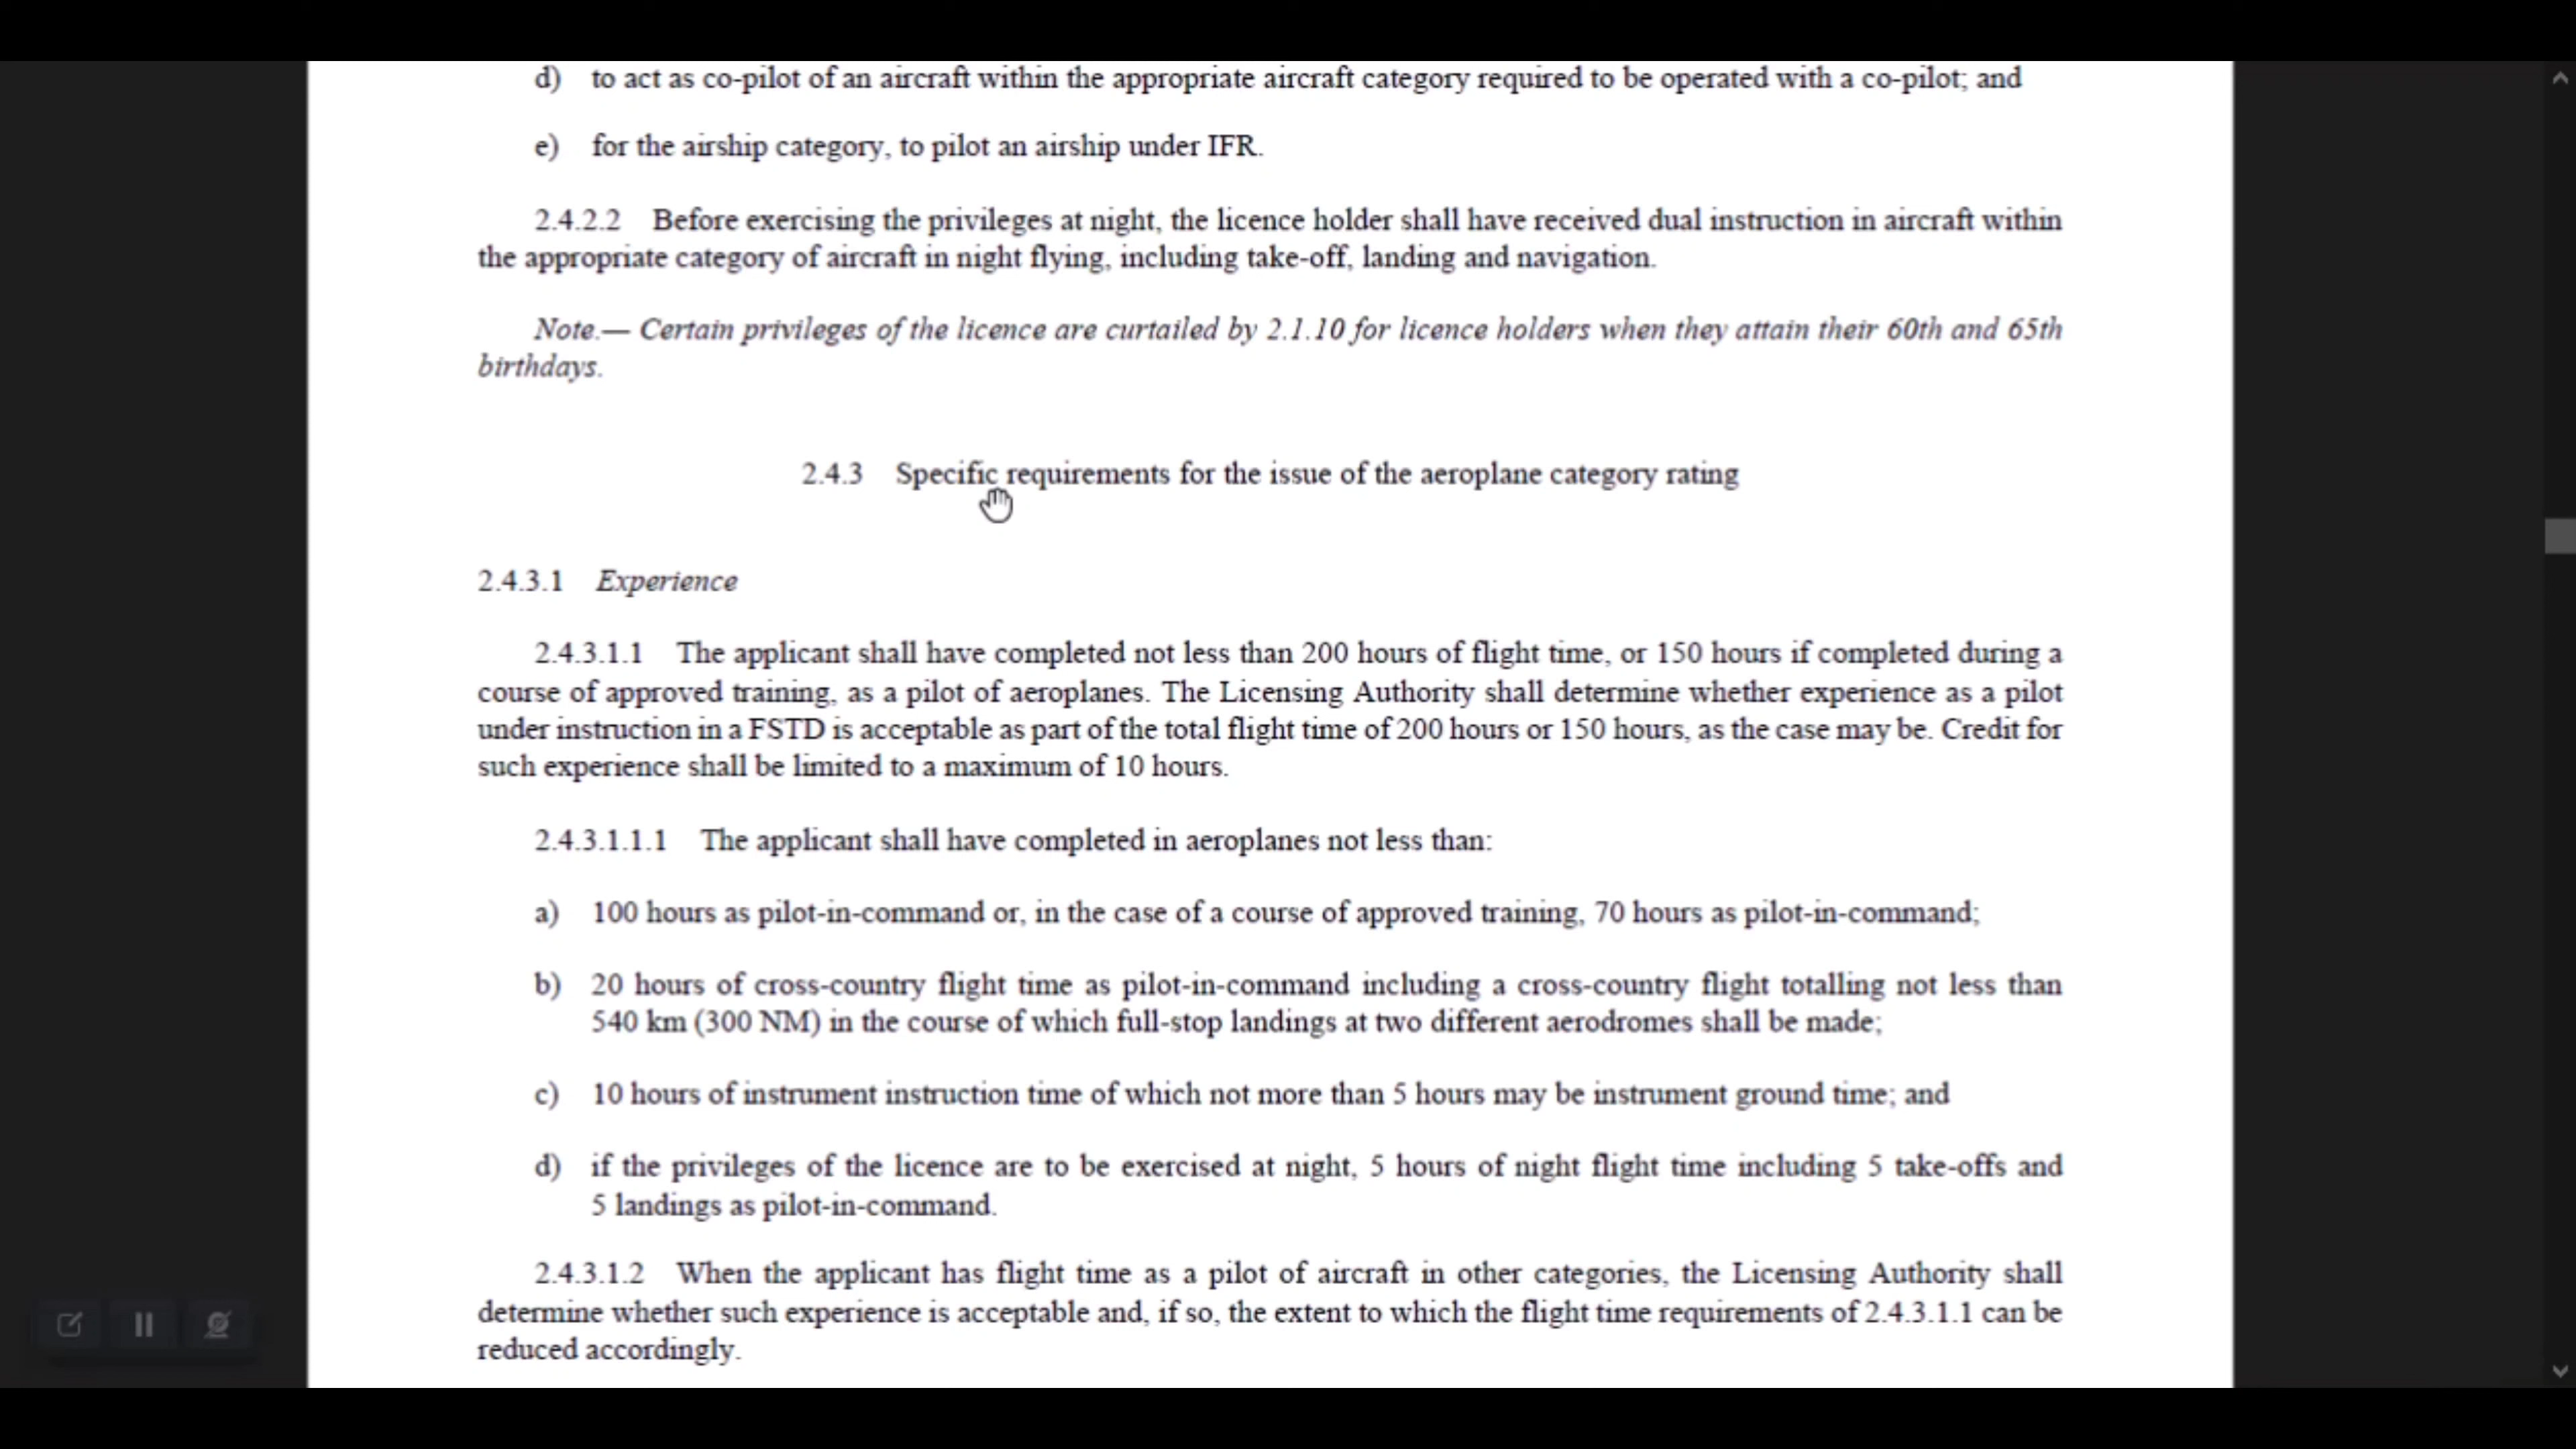 d) to act as co-pilot of an aircraft within the appropriate aircraft category required to be operated with a co-pilot; and
e) for the airship category, to pilot an airship under IFR.
2.4.2.2 Before exercising the privileges at night, the licence holder shall have received dual instruction in aircraft within
the appropriate category of aircraft in night flying, including take-off, landing and navigation.
Note.— Certain privileges of the licence are curtailed by 2.1.10 for licence holders when they attain their 60th and 65th
birthdays.
2.4.3 Specific requirements for the issue of the aeroplane category rating
2.4.3.1 Experience
2.4.3.1.1 The applicant shall have completed not less than 200 hours of flight time, or 150 hours if completed during a
course of approved training, as a pilot of aeroplanes. The Licensing Authority shall determine whether experience as a pilot
under instruction in a FSTD is acceptable as part of the total flight time of 200 hours or 150 hours, as the case may be. Credit for
such experience shall be limited to a maximum of 10 hours.
2.4.3.1.1.1 The applicant shall have completed in aeroplanes not less than:
a) 100 hours as pilot-in-command or, in the case of a course of approved training, 70 hours as pilot-in-command;
b) 20 hours of cross-country flight time as pilot-in-command including a cross-country flight totalling not less than
540 km (300 NM) in the course of which full-stop landings at two different aerodromes shall be made;
c) 10 hours of instrument instruction time of which not more than 5 hours may be instrument ground time; and
d) if the privileges of the licence are to be exercised at night, 5 hours of night flight time including 5 take-offs and
5 landings as pilot-in-command.
2.4.3.1.2 When the applicant has flight time as a pilot of aircraft in other categories, the Licensing Authority shall
determine whether such experience is acceptable and, if so, the extent to which the flight time requirements of 2.4.3.1.1 can be
reduced accordingly.